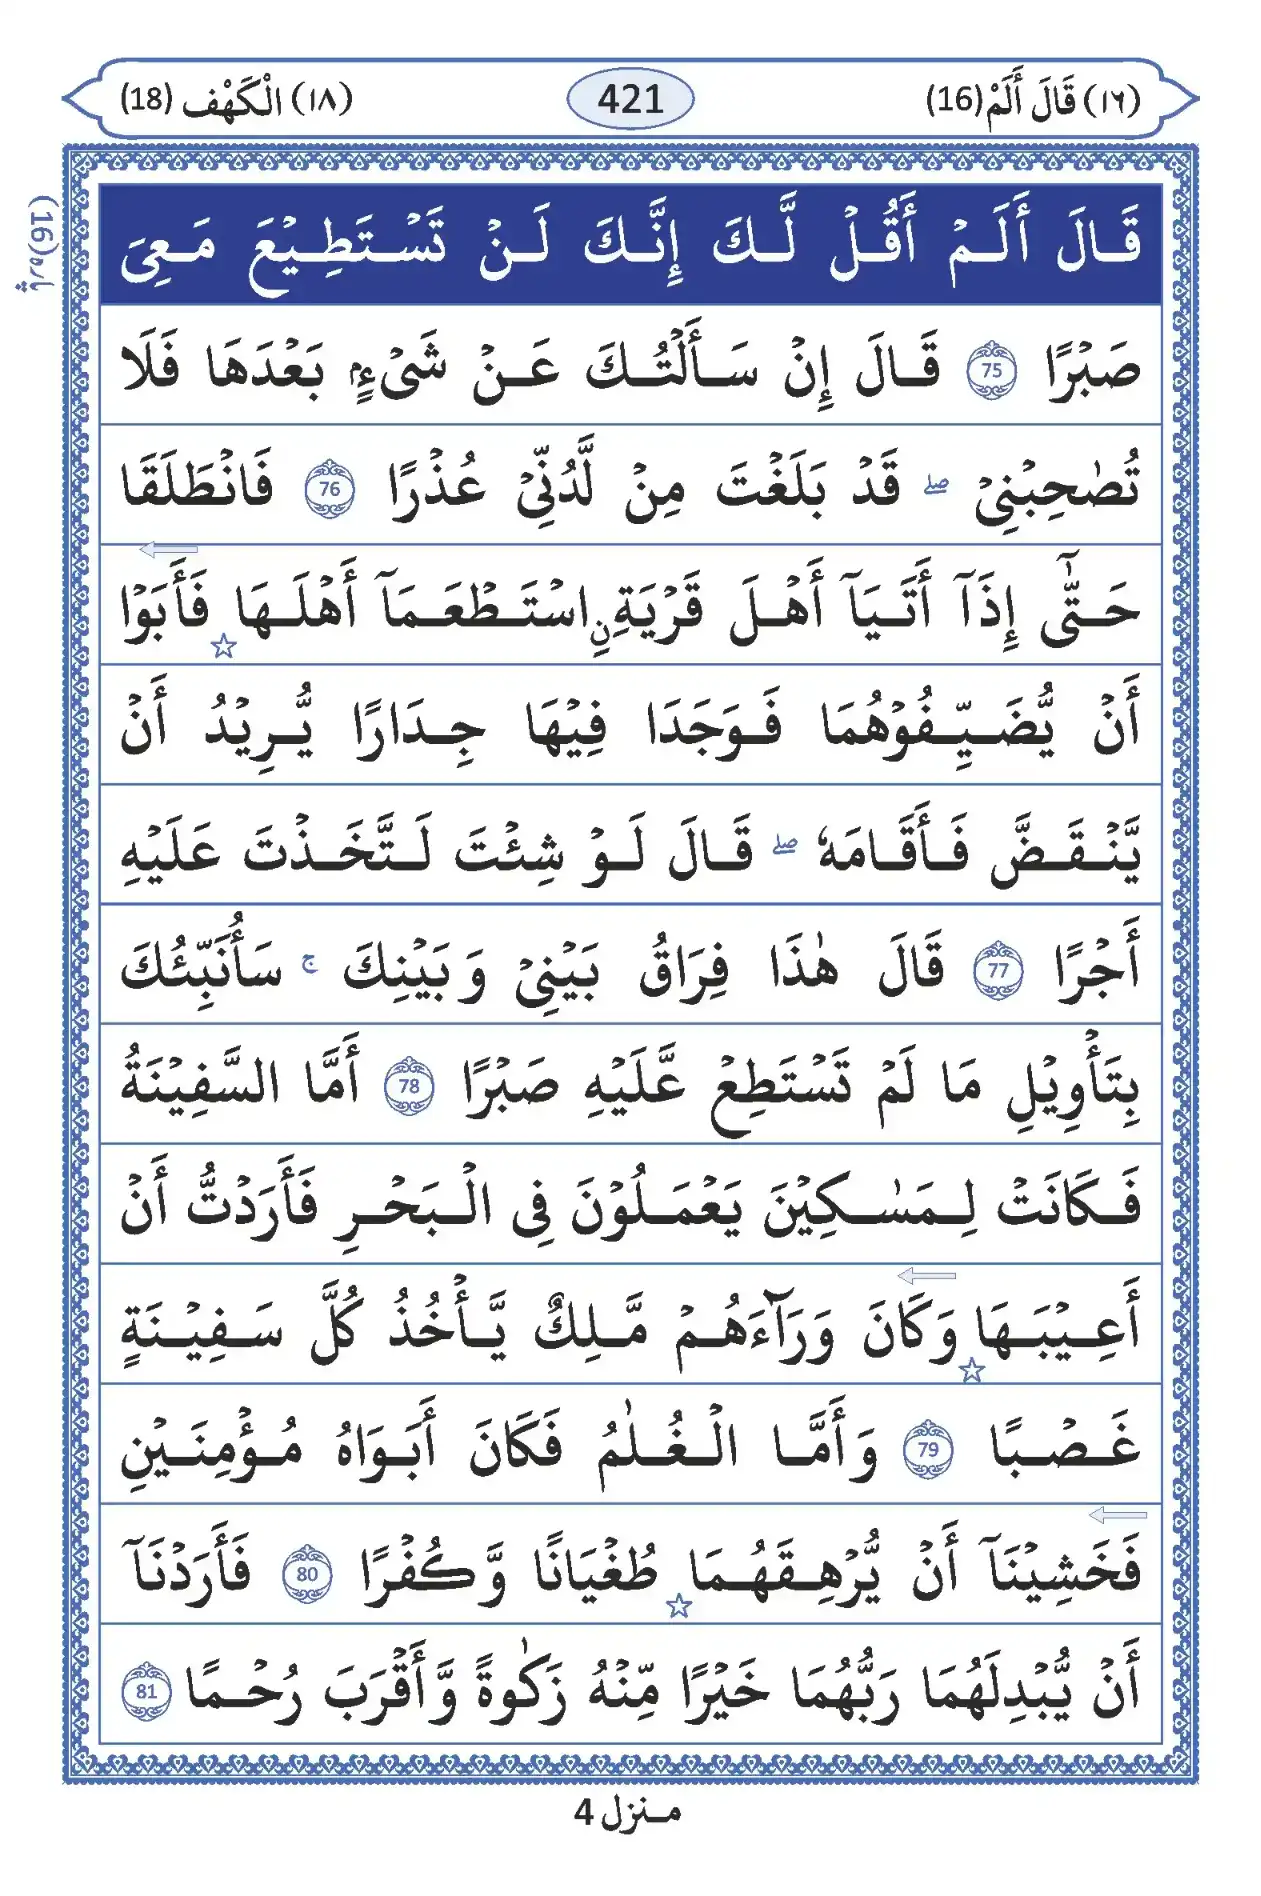 (١٦) قَالَ أَلَمْ (16)
421
(١٨) الْكَهْف (18)
پارہ (16)
قَالَ أَلَمۡ أَقُلۡ لَّكَ إِنَّكَ لَنۡ تَسۡتَطِيۡعَ مَعِىَ
صَبۡرًا 75 قَالَ إِنۡ سَأَلۡتُكَ عَنۡ شَىۡءٍۭ بَعۡدَهَا فَلَا
تُصٰحِبۡنِىۡ ۖ قَدۡ بَلَغۡتَ مِنۡ لَّدُنِّىۡ عُذۡرًا 76 فَانۡطَلَقَا
حَتّٰٓى إِذَآ أَتَيَآ أَهۡلَ قَرۡيَةِ ۨاسۡتَطۡعَمَآ أَهۡلَهَا ☆ فَأَبَوۡا
أَنۡ يُّضَيِّفُوۡهُمَا فَوَجَدَا فِيۡهَا جِدَارًا يُّرِيۡدُ أَنۡ
يَّنۡقَضَّ فَأَقَامَهٗ ۖ قَالَ لَوۡ شِئۡتَ لَتَّخَذۡتَ عَلَيۡهِ
أَجۡرًا 77 قَالَ هٰذَا فِرَاقُ بَيۡنِىۡ وَبَيۡنِكَ ۚ سَأُنَبِّئُكَ
بِتَأۡوِيۡلِ مَا لَمۡ تَسۡتَطِعۡ عَّلَيۡهِ صَبۡرًا 78 أَمَّا السَّفِيۡنَةُ
فَكَانَتۡ لِمَسٰكِيۡنَ يَعۡمَلُوۡنَ فِى الۡبَحۡرِ فَأَرَدۡتُّ أَنۡ
أَعِيۡبَهَا ☆ وَكَانَ وَرَآءَهُمۡ مَّلِكٌ يَّأۡخُذُ كُلَّ سَفِيۡنَةٍ
غَصۡبًا 79 وَأَمَّا الۡغُلٰمُ فَكَانَ أَبَوَاهُ مُؤۡمِنَيۡنِ
فَخَشِيۡنَآ أَنۡ يُّرۡهِقَهُمَا ☆ طُغۡيَانًا وَّكُفۡرًا 80 فَأَرَدۡنَآ
أَنۡ يُّبۡدِلَهُمَا رَبُّهُمَا خَيۡرًا مِّنۡهُ زَكٰوةً وَّأَقۡرَبَ رُحۡمًا 81
منزل 4